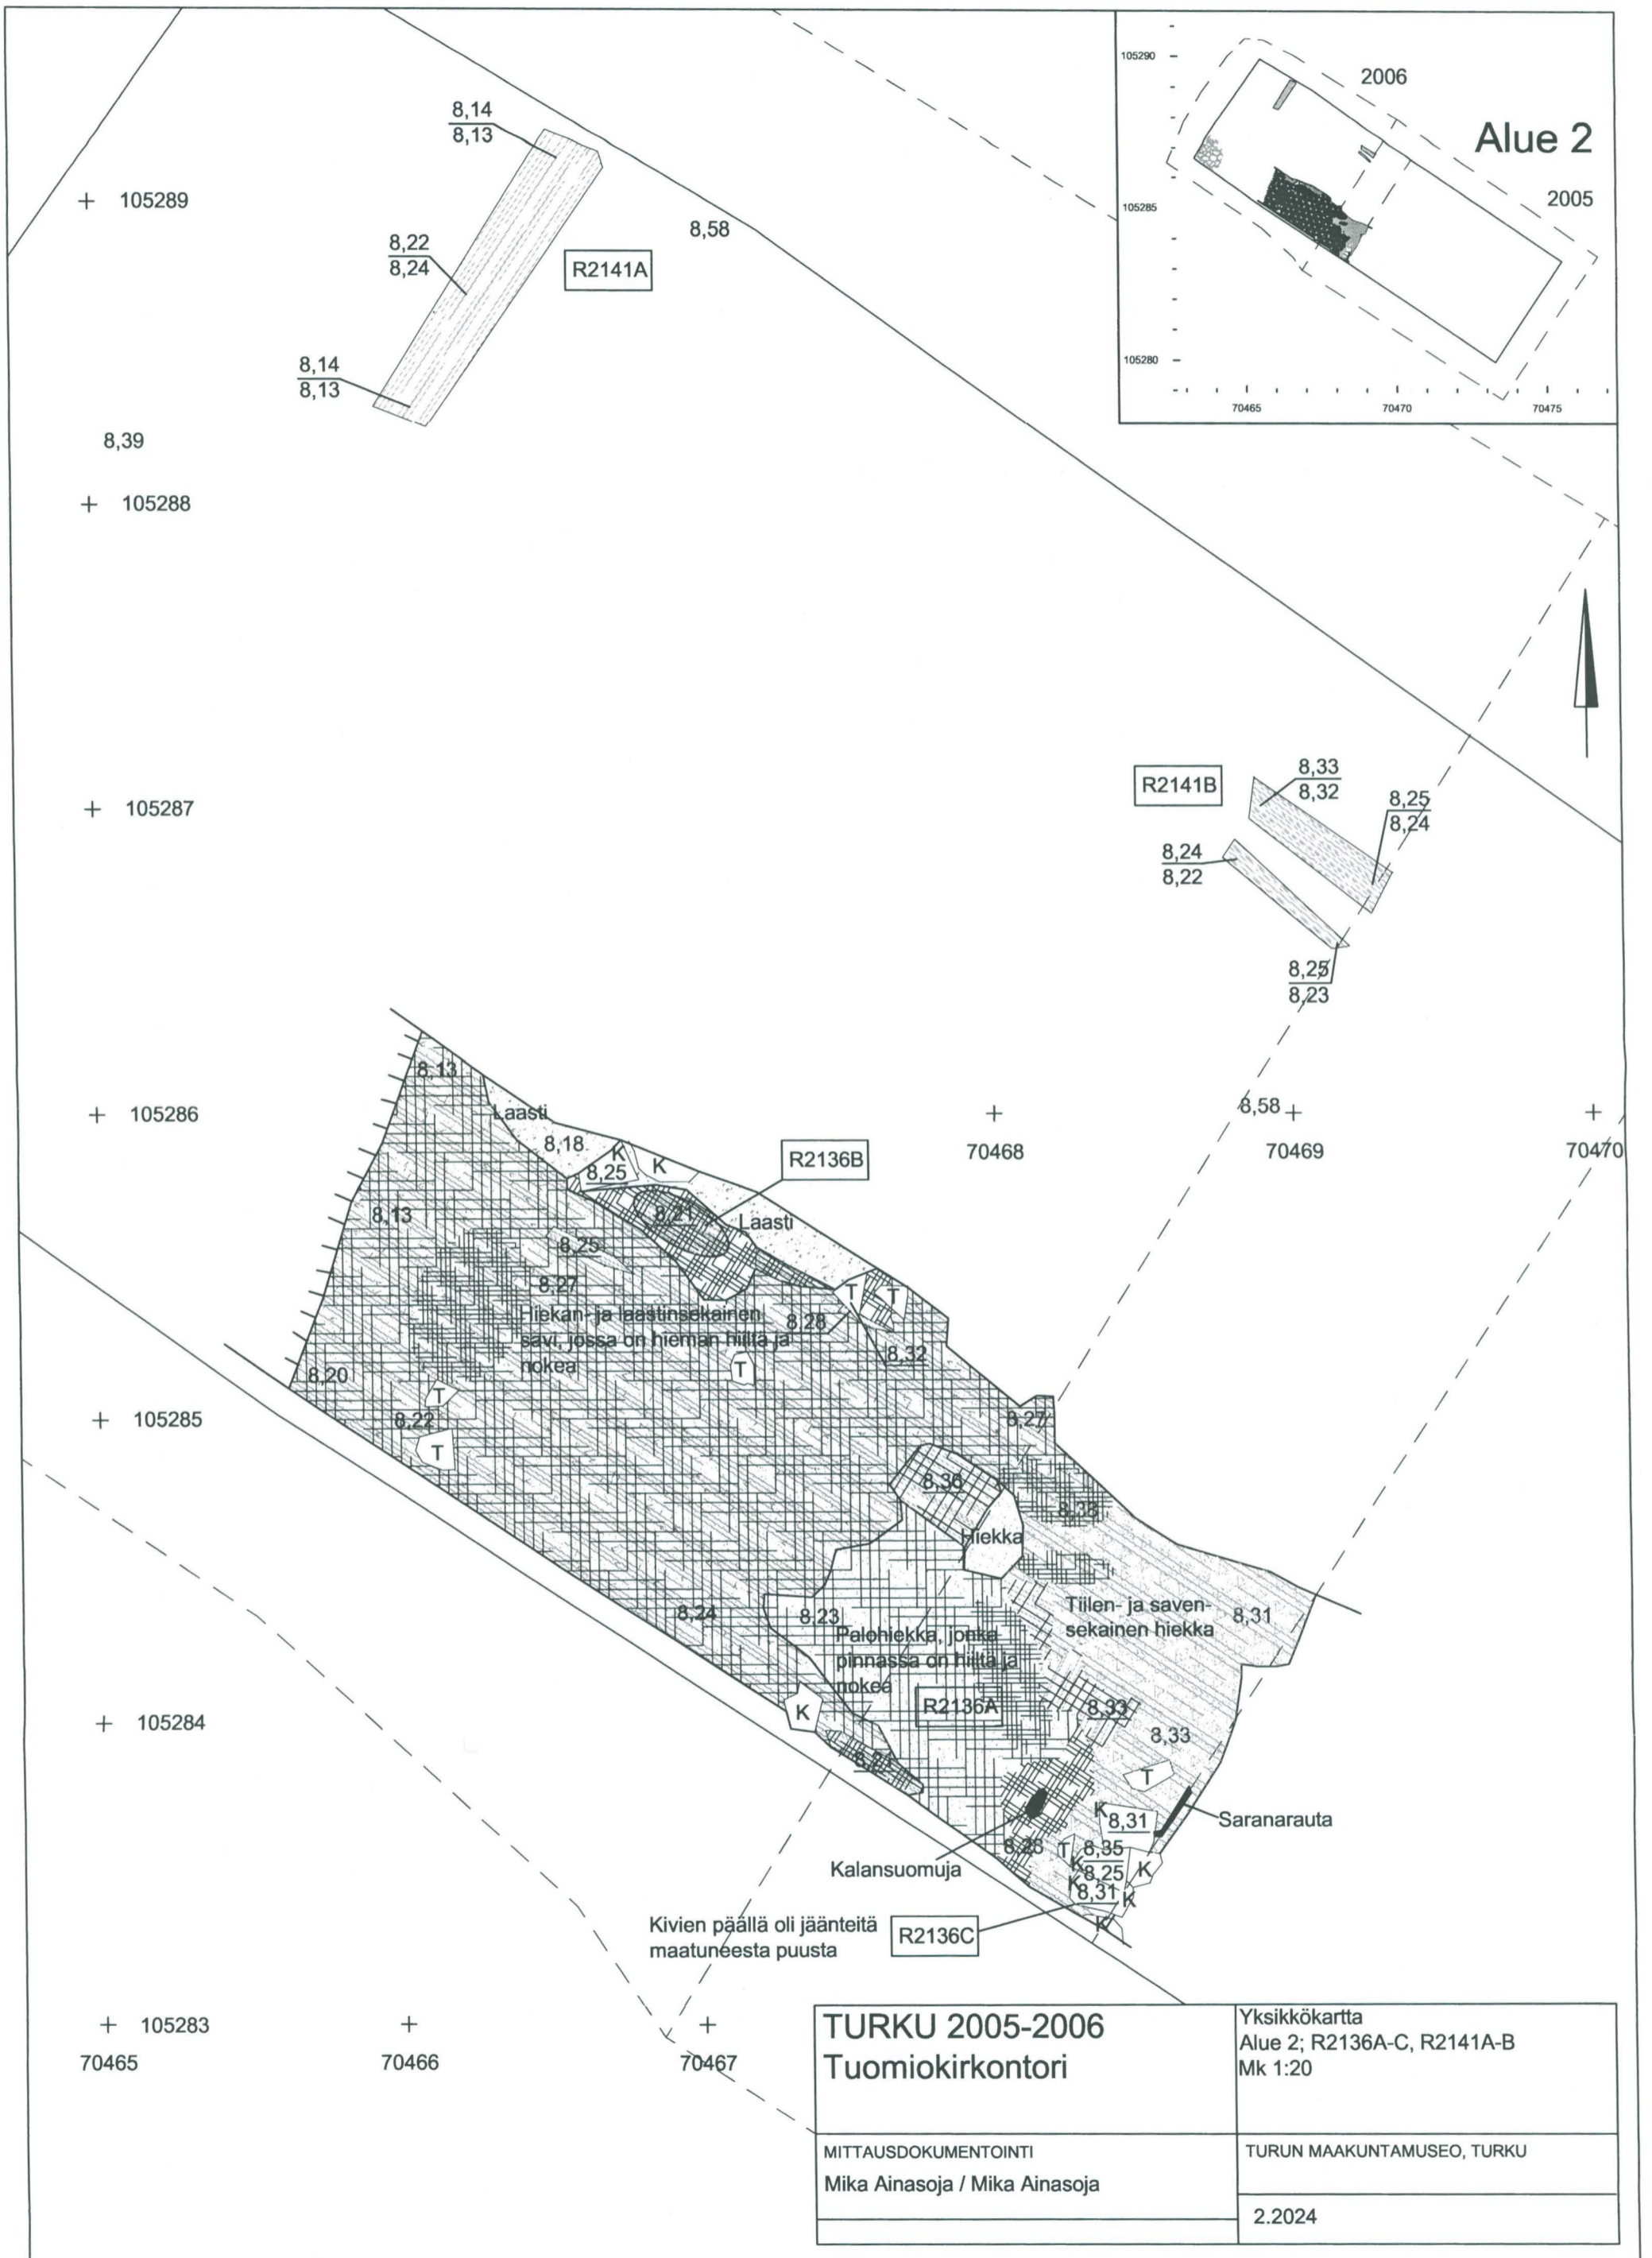 105290
2006
Alue 2
2005
105285
105280
70465
70470
75475
8,14
8,13
105289
8,58
8,22
8,24
R2141A
8,14
8,13
8,39
105288
R2141B
8,33
8,32
105287
8,25
8,24
8,24
8,22
8,25
8,23
8,13
105286
Laasti
8,58
8,18
K
K
8,25
R2136B
70468
70469
70470
8,13
8,21
Laasti
8,25
8,27
T
T
Hiekan- ja laastinsekainen
savi, jossa on hieman hiiltä ja
nokea
8,28
8,32
T
8,20
T
8,22
105285
8,27
T
8,30
Hiekka
8,24
8,23
Tiilen- ja saven-
sekainen hiekka
8,31
Palohiekka, jonka
pinnassa on hiiltä ja
nokea
R2136A
8,33
K
105284
8,33
T
K
8,31
Saranarauta
8,28
T
8,35
K
8,25
K
K
8,31
K
K
Kalansuomuja
Kivien päällä oli jäänteitä
maatuneesta puusta
R2136C
105283
70465
70466
70467
TURKU 2005-2006
Tuomiokirkontori
Yksikkökartta
Alue 2; R2136A-C, R2141A-B
Mk 1:20
MITTAUSDOKUMENTOINTI
Mika Ainasoja / Mika Ainasoja
TURUN MAAKUNTAMUSEO, TURKU
2.2024